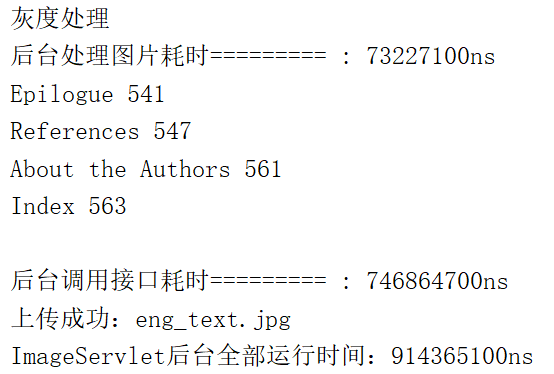 灰度处理
后台处理图片耗时========= : 73227100ns
Epilogue 541
References 547
About the Authors 561
Index 563
后台调用接口耗时========= : 746864700ns
上传成功：eng_text.jpg
ImageServlet后台全部运行时间：914365100ns